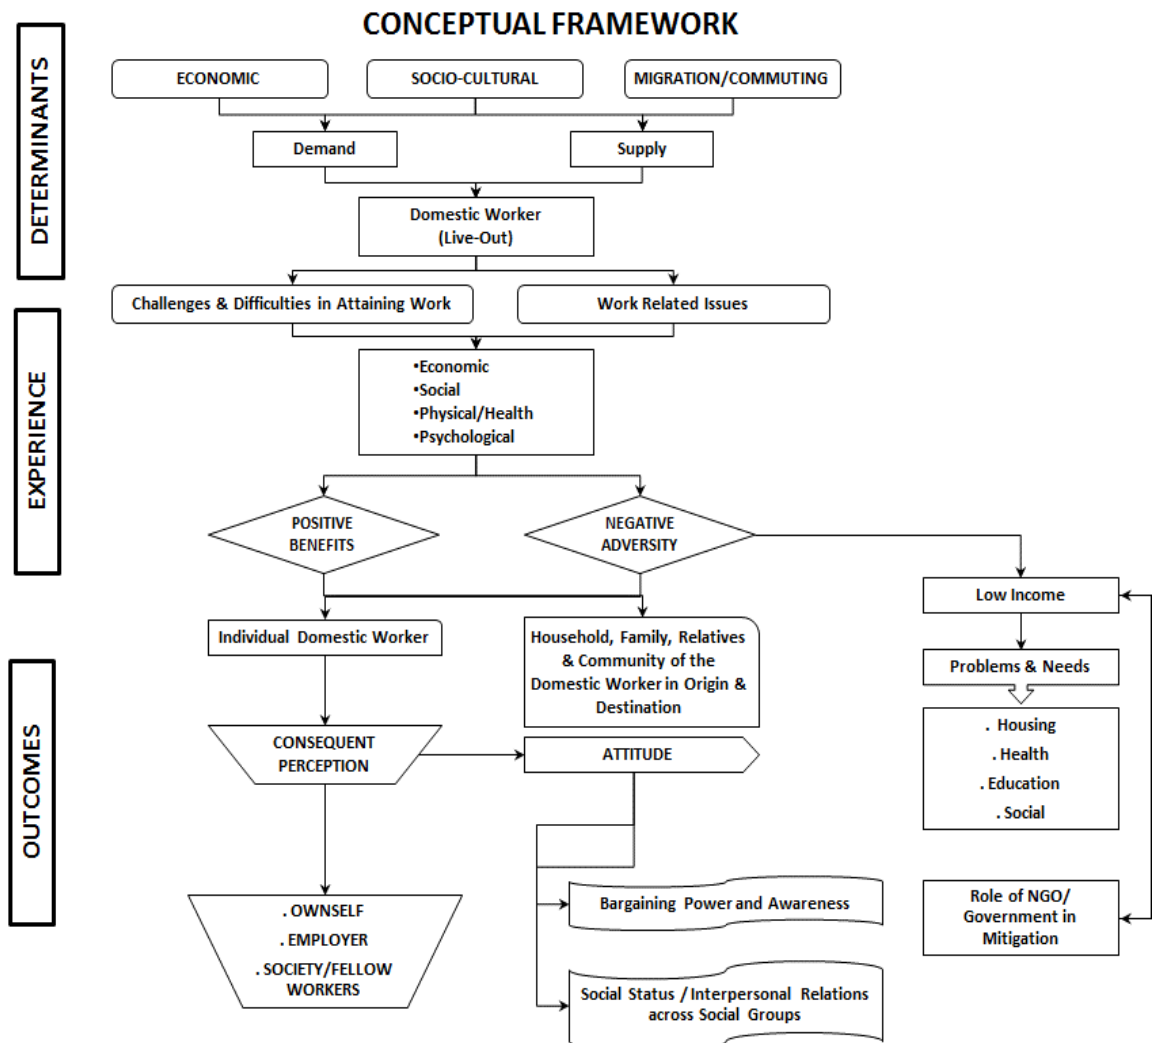 CONCEPTUAL FRAMEWORK
DETERMINANTS
ECONOMIC
SOCIO-CULTURAL
MIGRATION/COMMUTING
Demand
Supply
Domestic Worker
(Live-Out)
EXPERIENCE
Challenges & Difficulties in Attaining Work
Work Related Issues
•Economic
•Social
•Physical/Health
•Psychological
POSITIVE
BENEFITS
NEGATIVE
ADVERSITY
Low Income
Problems & Needs
. Housing
. Health
. Education
. Social
Role of NGO/
Government in
Mitigation
OUTCOMES
Individual Domestic Worker
Household, Family, Relatives
& Community of the
Domestic Worker in Origin &
Destination
CONSEQUENT
PERCEPTION
ATTITUDE
. OWNSELF
. EMPLOYER
. SOCIETY/FELLOW
WORKERS
Bargaining Power and Awareness
Social Status / Interpersonal Relations
across Social Groups